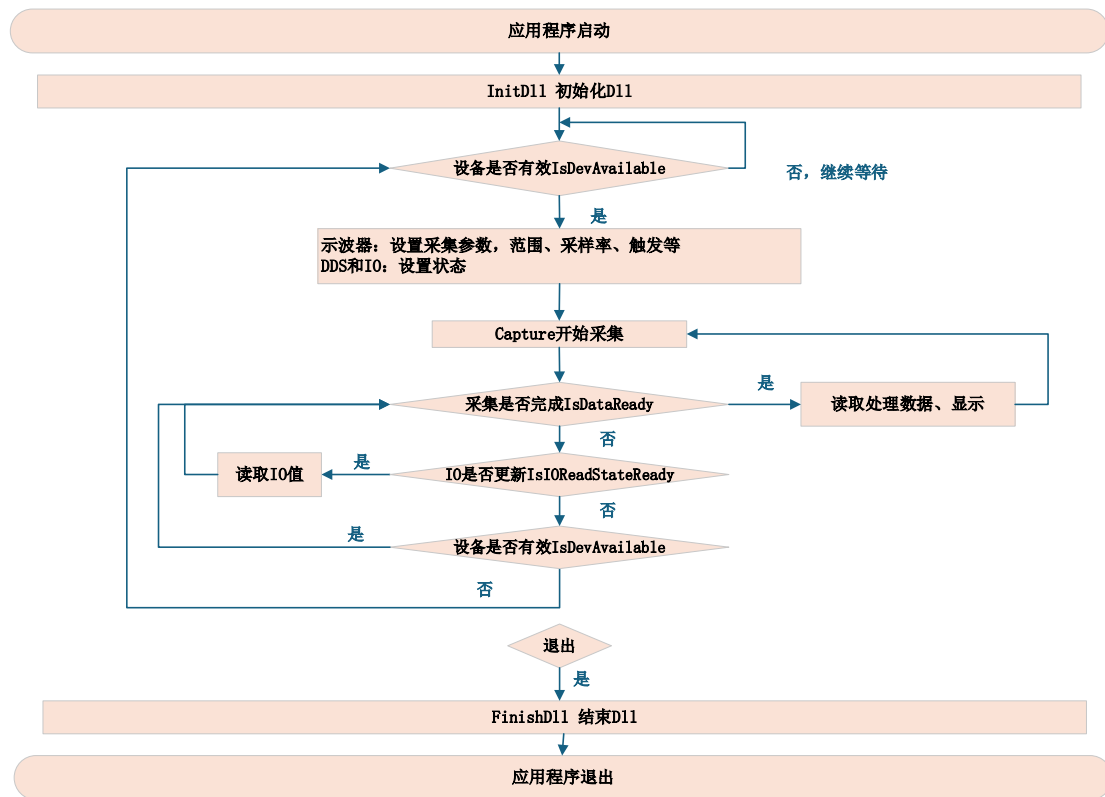 应用程序启动
InitDll 初始化Dll
设备是否有效IsDevAvailable
否，继续等待
是
示波器：设置采集参数，范围、采样率、触发等
DDS和IO：设置状态
Capture开始采集
是
采集是否完成IsDataReady
读取处理数据、显示
否
是
读取IO值
IO是否更新IsIOReadStateReady
否
是
设备是否有效IsDevAvailable
否
退出
是
FinishDll 结束Dll
应用程序退出